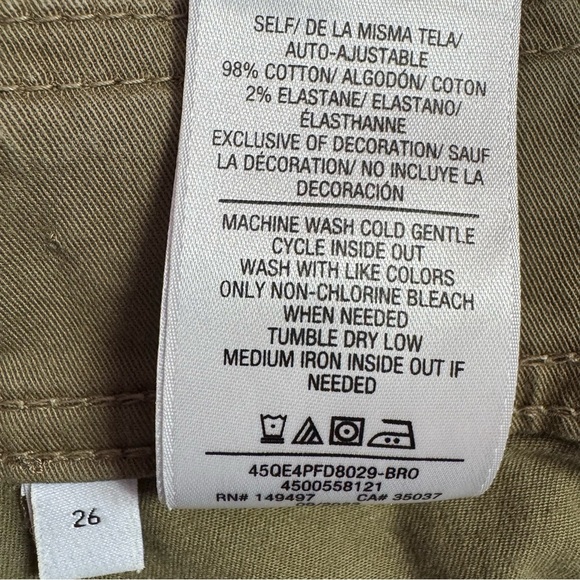 SELF/ DE LA MISMA TELA/
AUTO-AJUSTABLE
98% COTTON/ ALGODÓN/ COTON
2% ELASTANE/ ELASTANO/
ÉLASTHANNE
EXCLUSIVE OF DECORATION/ SAUF
LA DÉCORATION/ NO INCLUYE LA
DECORACIÓN
MACHINE WASH COLD GENTLE
CYCLE INSIDE OUT
WASH WITH LIKE COLORS
ONLY NON-CHLORINE BLEACH
WHEN NEEDED
TUMBLE DRY LOW
MEDIUM IRON INSIDE OUT IF
NEEDED
45QE4PFD8029-BRO
4500558121
RN# 149497 CA# 35037
26